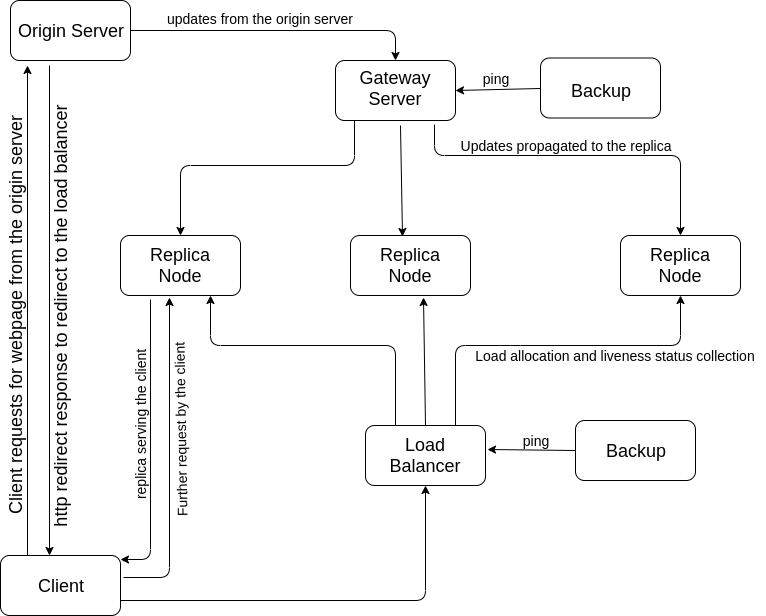 Origin Server
updates from the origin server
Gateway
Server
ping
Backup
Updates propagated to the replica
Replica
Node
Replica
Node
Replica
Node
Client requests for webpage from the origin server
http redirect response to redirect to the load balancer
replica serving the client
Further request by the client
Load allocation and liveness status collection
Load
Balancer
ping
Backup
Client